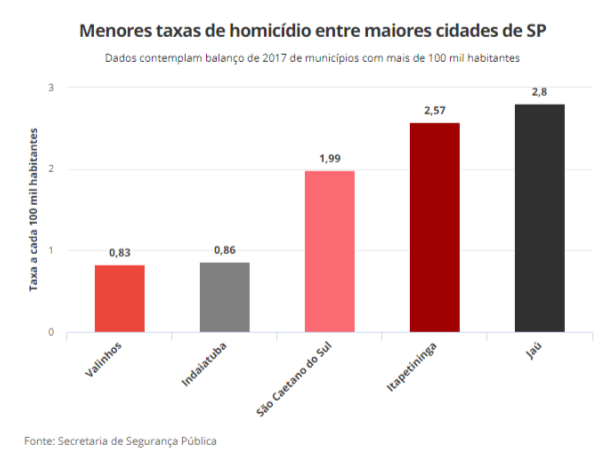 Menores taxas de homicídio entre maiores cidades de SP
Dados contemplam balanço de 2017 de municípios com mais de 100 mil habitantes
Taxa a cada 100 mil habitantes
3
2
1
0
0,83
0,86
1,99
2,57
2,8
Valinhos
Indaiatuba
São Caetano do Sul
Itapetininga
Jaú
Fonte: Secretaria de Segurança Pública